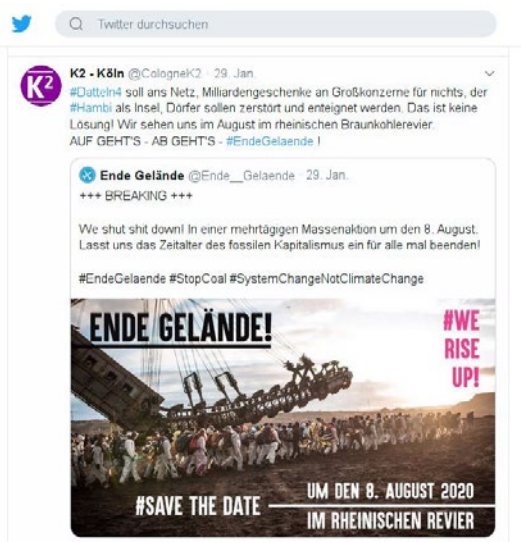 Twitter durchsuchen
K2 - Köln @CologneK2 · 29. Jan.
#Datteln4 soll ans Netz, Milliardengeschenke an Großkonzerne für nichts, der
#Hambi als Insel, Dörfer sollen zerstört und enteignet werden. Das ist keine
Lösung! Wir sehen uns im August im rheinischen Braunkohlerevier.
AUF GEHT'S - AB GEHT'S - #EndeGelaende !
K2
Ende Gelände @Ende__Gelaende · 29. Jan.
+++ BREAKING +++
We shut shit down! In einer mehrtägigen Massenaktion um den 8. August.
Lasst uns das Zeitalter des fossilen Kapitalismus ein für alle mal beenden!
#EndeGelaende #StopCoal #SystemChangeNotClimateChange
ENDE GELÄNDE!
#WE
RISE
UP!
#SAVE THE DATE
UM DEN 8. AUGUST 2020
IM RHEINISCHEN REVIER